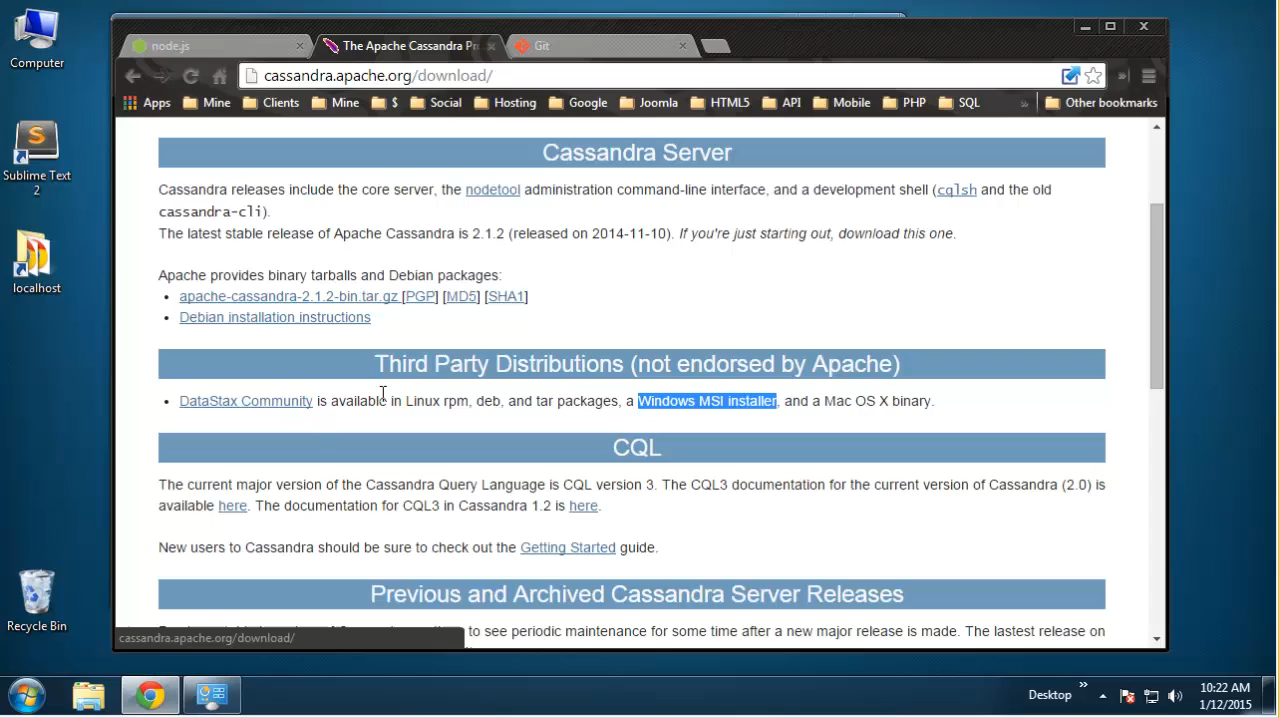 Computer
Sublime Text
2
localhost
Recycle Bin
node.js
The Apache Cassandra Pr
Git
cassandra.apache.org/download/
Apps
Mine
Clients
Mine
$
Social
Hosting
Google
Joomla
HTML5
API
Mobile
PHP
SQL
»
Other bookmarks
Cassandra Server
Cassandra releases include the core server, the nodetool administration command-line interface, and a development shell (cqlsh and the old
cassandra-cli).
The latest stable release of Apache Cassandra is 2.1.2 (released on 2014-11-10). If you're just starting out, download this one.
Apache provides binary tarballs and Debian packages:
• apache-cassandra-2.1.2-bin.tar.gz [PGP] [MD5] [SHA1]
• Debian installation instructions
Third Party Distributions (not endorsed by Apache)
• DataStax Community is available in Linux rpm, deb, and tar packages, a Windows MSI installer, and a Mac OS X binary.
CQL
The current major version of the Cassandra Query Language is CQL version 3. The CQL3 documentation for the current version of Cassandra (2.0) is
available here. The documentation for CQL3 in Cassandra 1.2 is here.
New users to Cassandra should be sure to check out the Getting Started guide.
Previous and Archived Cassandra Server Releases
to see periodic maintenance for some time after a new major release is made. The lastest release on
cassandra.apache.org/download/
Desktop
»
10:22 AM
1/12/2015